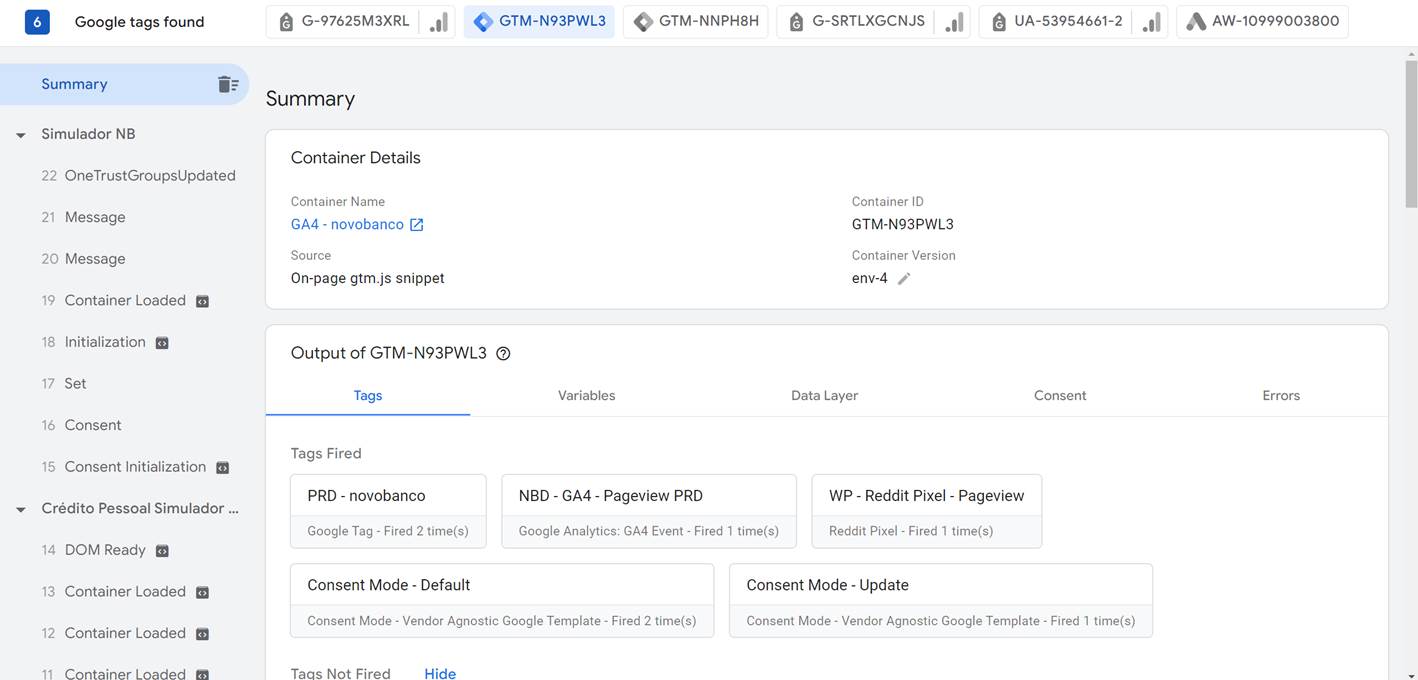 6 Google tags found G-97625M3XRL GTM-N93PWL3 GTM-NNPH8H G-SRTLXGCNJS UA-53954661-2 AW-10999003800
Summary
Simulador NB
22 OneTrustGroupsUpdated
21 Message
20 Message
19 Container Loaded
18 Initialization
17 Set
16 Consent
15 Consent Initialization
Crédito Pessoal Simulador ...
14 DOM Ready
13 Container Loaded
12 Container Loaded
11 Container Loaded
Summary
Container Details
Container Name Container ID
GA4 - novobanco GTM-N93PWL3
Source Container Version
On-page gtm.js snippet env-4
Output of GTM-N93PWL3
Tags Variables Data Layer Consent Errors
Tags Fired
PRD - novobanco
Google Tag - Fired 2 time(s)
NBD - GA4 - Pageview PRD
Google Analytics: GA4 Event - Fired 1 time(s)
WP - Reddit Pixel - Pageview
Reddit Pixel - Fired 1 time(s)
Consent Mode - Default
Consent Mode - Vendor Agnostic Google Template - Fired 2 time(s)
Consent Mode - Update
Consent Mode - Vendor Agnostic Google Template - Fired 1 time(s)
Tags Not Fired Hide